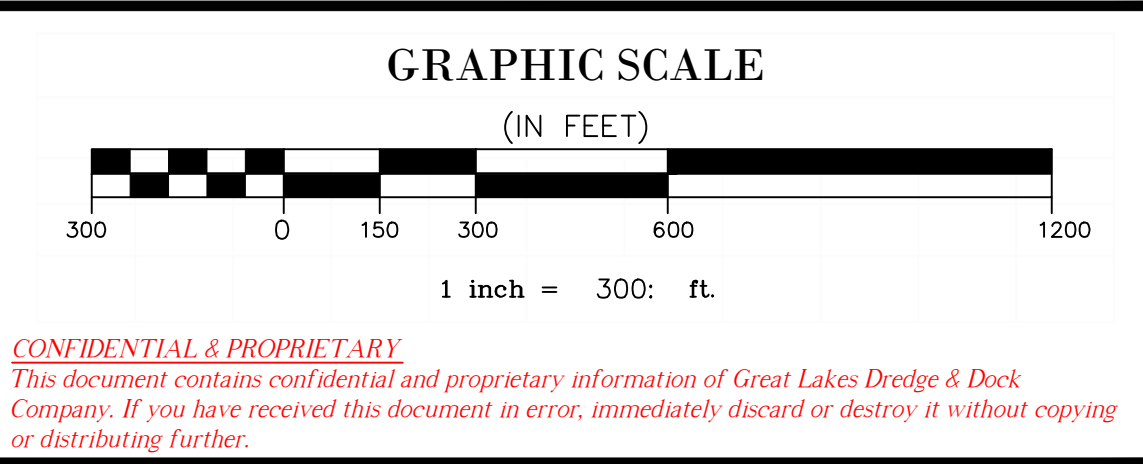 GRAPHIC SCALE
(IN FEET)
300 0 150 300 600 1200
1 inch = 300: ft.
CONFIDENTIAL & PROPRIETARY
This document contains confidential and proprietary information of Great Lakes Dredge & Dock
Company. If you have received this document in error, immediately discard or destroy it without copying
or distributing further.